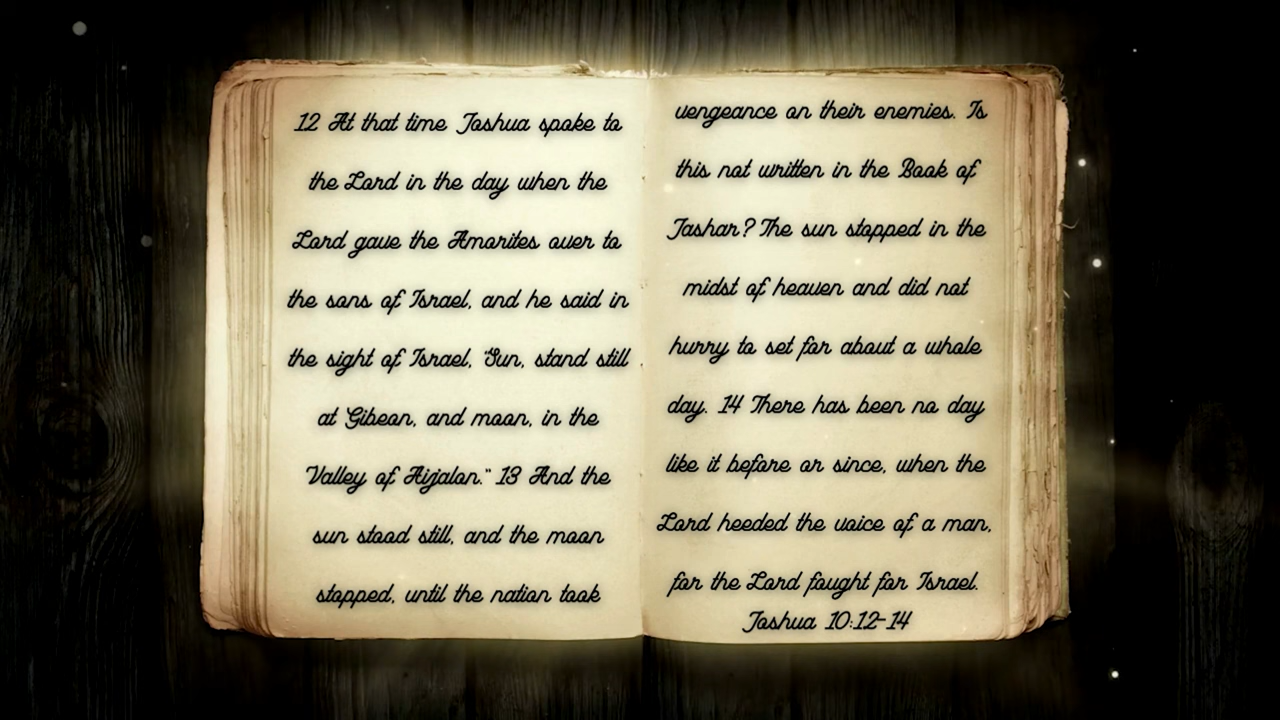 12 At that time Joshua spoke to
the Lord in the day when the
Lord gave the Amorites over to
the sons of Israel, and he said in
the sight of Israel, "Sun, stand still
at Gibeon, and moon, in the
Valley of Aijalon." 13 And the
sun stood still, and the moon
stopped, until the nation took
vengeance on their enemies. Is
this not written in the Book of
Jashar? The sun stopped in the
midst of heaven and did not
hurry to set for about a whole
day. 14 There has been no day
like it before or since, when the
Lord heeded the voice of a man,
for the Lord fought for Israel.
Joshua 10:12-14